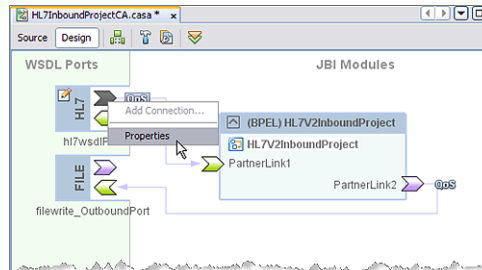 HL7InboundProjectCA.casa * x
Source Design
WSDL Ports
JBI Modules
HL7
QoS
Add Connection...
Properties
hl7wsdlP
(BPEL) HL7V2InboundProject
HL7V2InboundProject
PartnerLink1
PartnerLink2
QoS
FILE
filewrite_OutboundPort